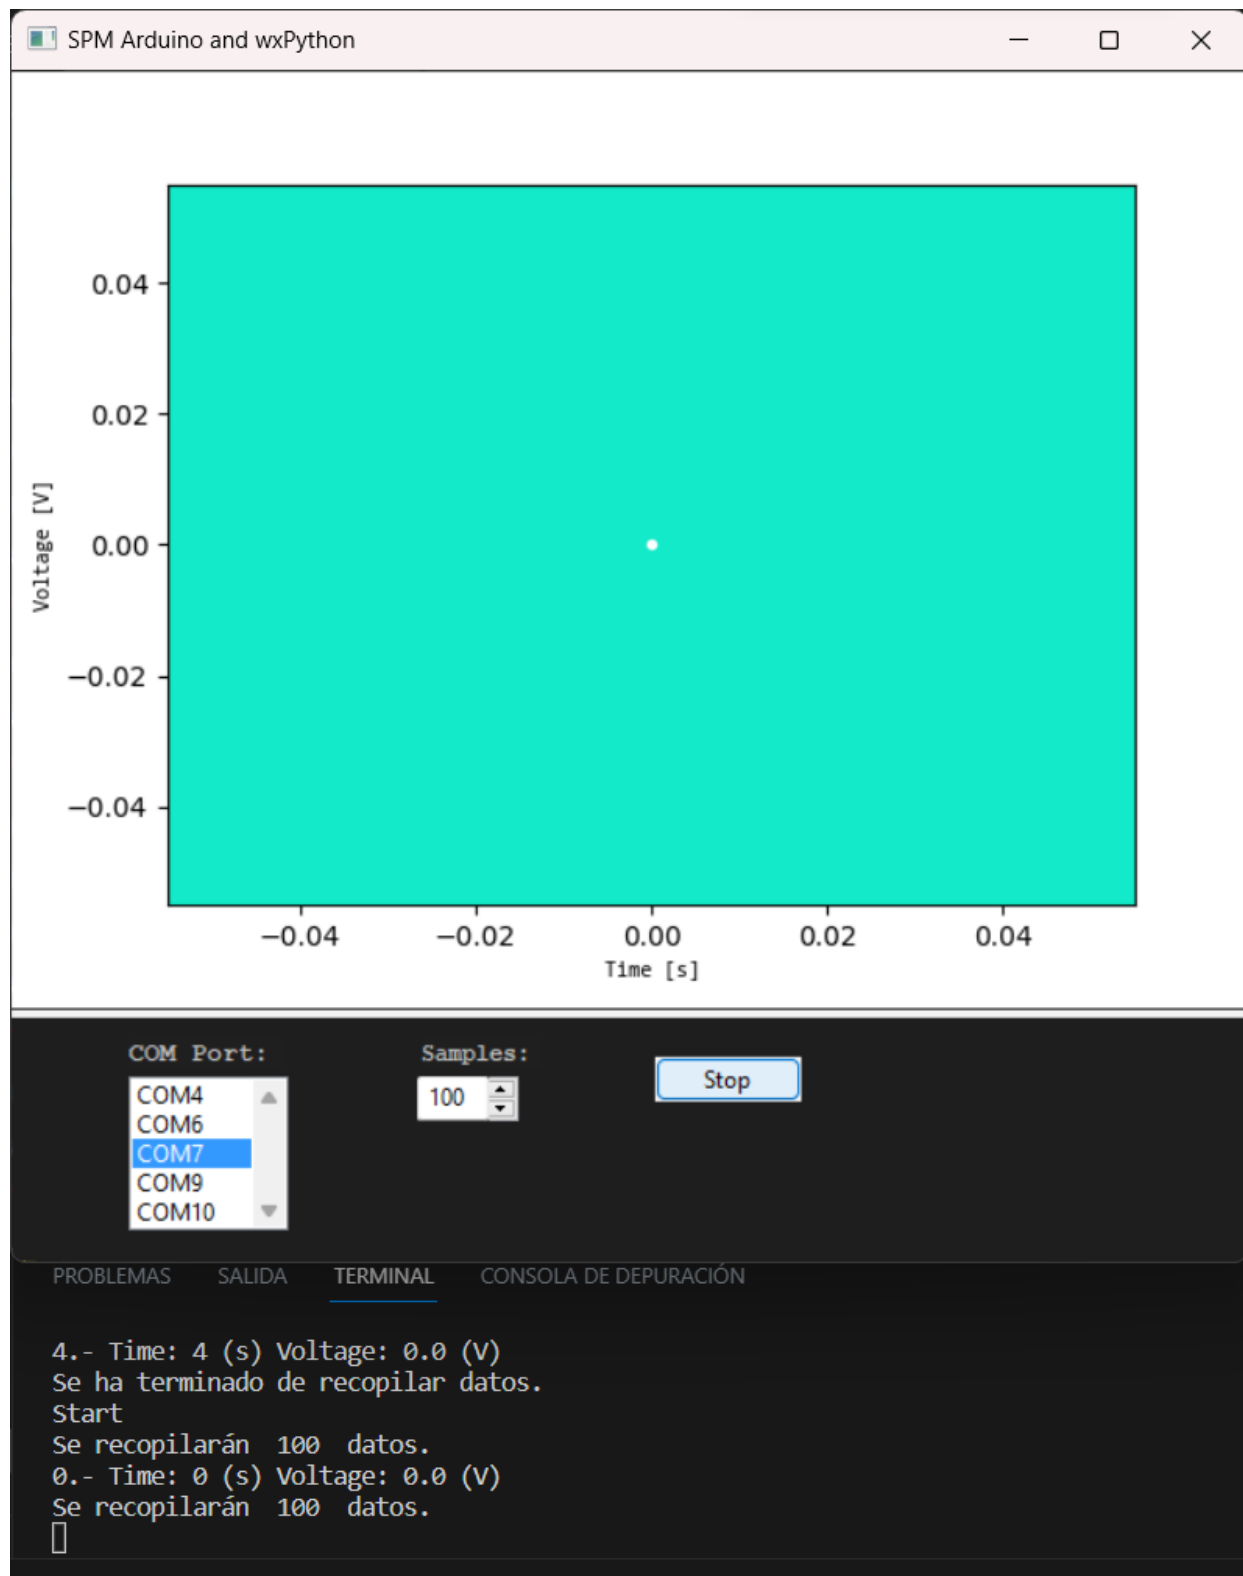 SPM Arduino and wxPython
0.04
0.02
Voltage [V]
0.00
−0.02
−0.04
−0.04 −0.02 0.00 0.02 0.04
Time [s]
COM Port: Samples:
Stop
100
COM4
COM6
COM7
COM9
COM10
PROBLEMAS SALIDA TERMINAL CONSOLA DE DEPURACIÓN
4.- Time: 4 (s) Voltage: 0.0 (V)
Se ha terminado de recopilar datos.
Start
Se recopilarán  100  datos.
0.- Time: 0 (s) Voltage: 0.0 (V)
Se recopilarán  100  datos.